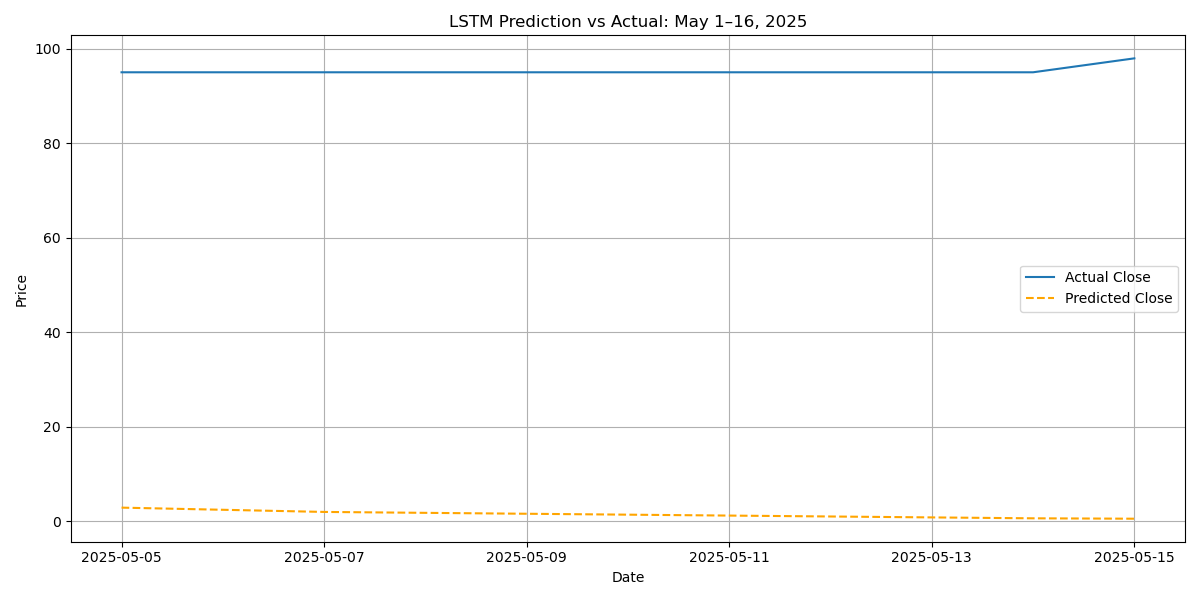 LSTM Prediction vs Actual: May 1–16, 2025
100
80
60
40
20
0
Price
Actual Close
Predicted Close
2025-05-05
2025-05-07
2025-05-09
2025-05-11
2025-05-13
2025-05-15
Date